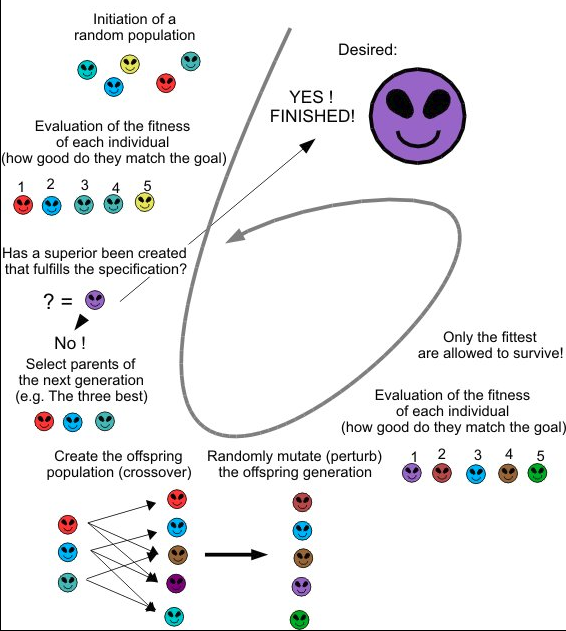 Initiation of a
random population
Desired:
YES !
FINISHED!
Evaluation of the fitness
of each individual
(how good do they match the goal)
1 2 3 4 5
Has a superior been created
that fulfills the specification?
? =
No !
Select parents of
the next generation
(e.g. The three best)
Create the offspring
population (crossover)
Randomly mutate (perturb)
the offspring generation
Only the fittest
are allowed to survive!
Evaluation of the fitness
of each individual
(how good do they match the goal)
1 2 3 4 5